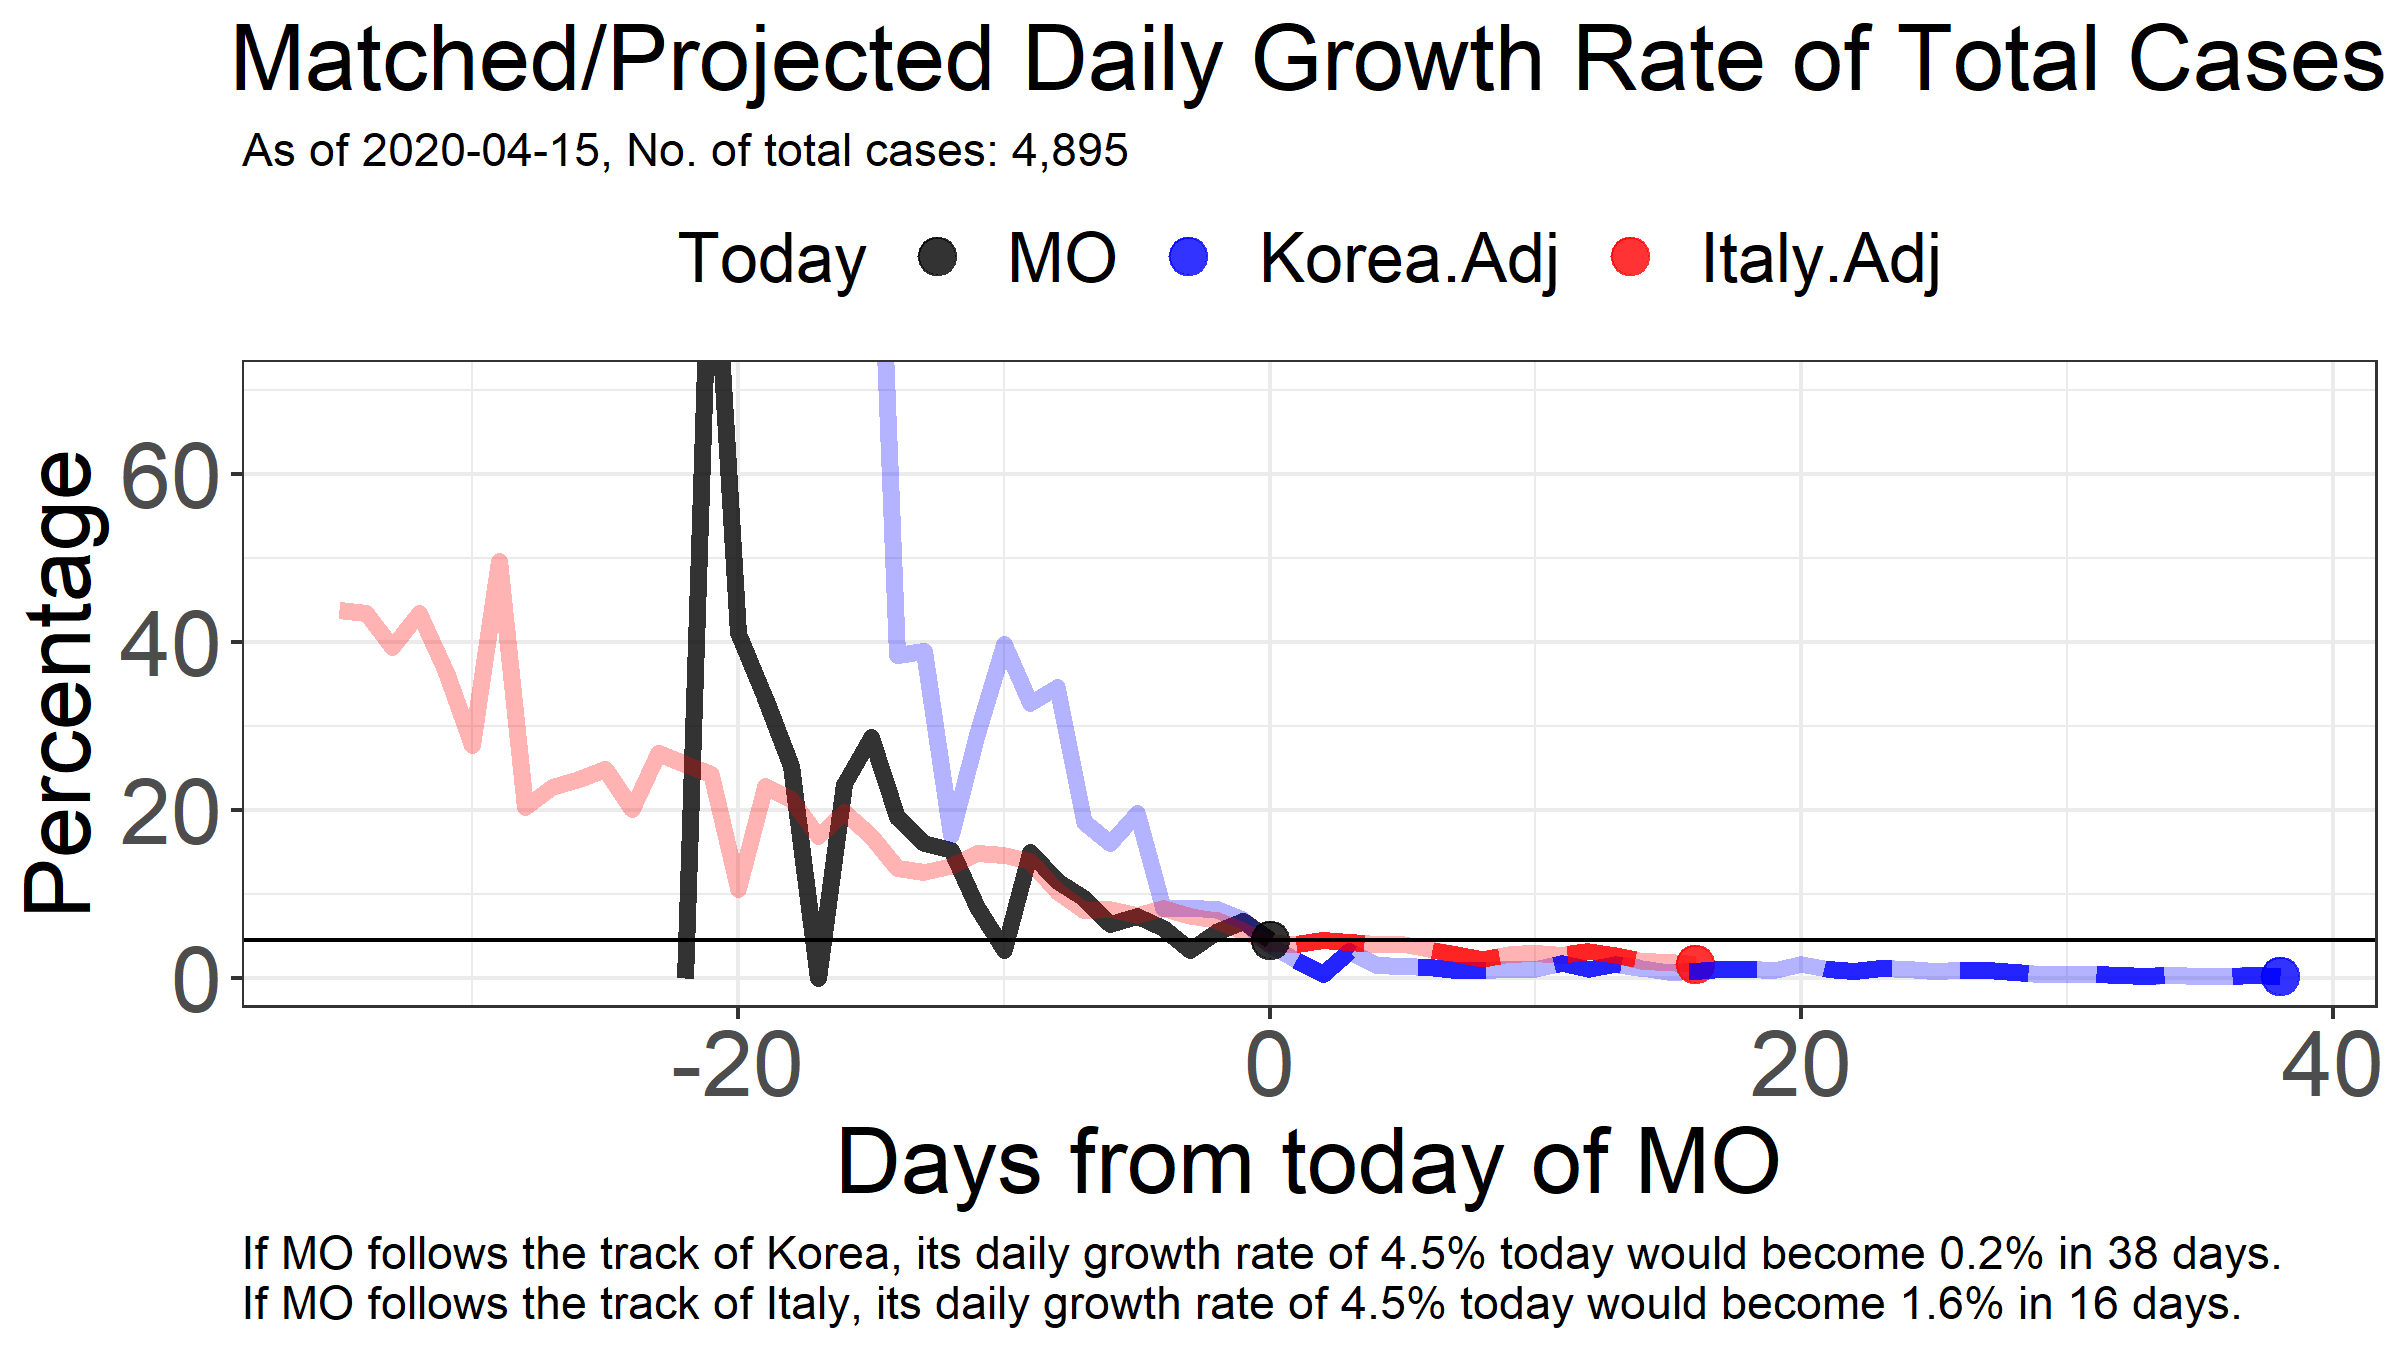 Matched/Projected Daily Growth Rate of Total Cases
As of 2020-04-15, No. of total cases: 4,895
Today MO Korea.Adj Italy.Adj
Percentage
60
40
20
0
-20 0 20 40
Days from today of MO
If MO follows the track of Korea, its daily growth rate of 4.5% today would become 0.2% in 38 days.
If MO follows the track of Italy, its daily growth rate of 4.5% today would become 1.6% in 16 days.